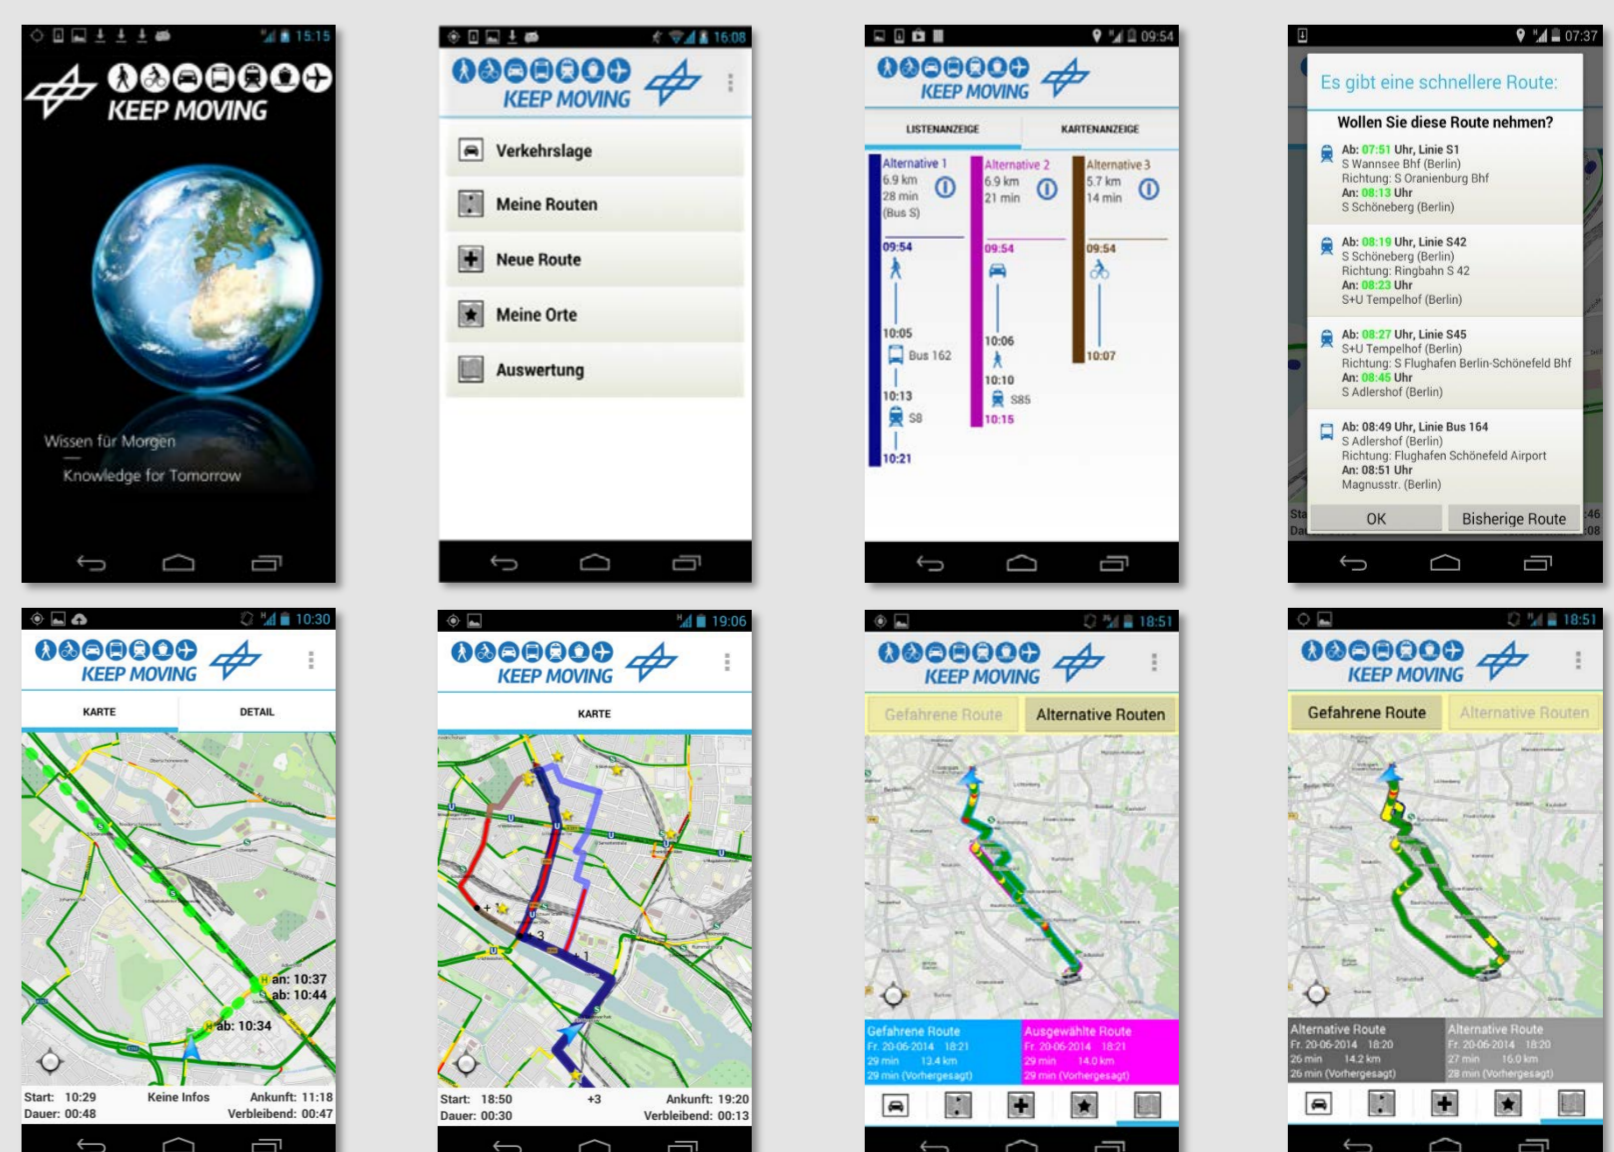 15:15
KEEP MOVING
Wissen für Morgen
Knowledge for Tomorrow
16:08
KEEP MOVING
Verkehrslage
Meine Routen
Neue Route
Meine Orte
Auswertung
09:54
KEEP MOVING
LISTENANZEIGE KARTENANZEIGE
Alternative 1
6.9 km
28 min
(Bus S)
09:54
10:05
Bus 162
10:13
S8
10:21
Alternative 2
6.9 km
21 min
09:54
10:06
10:10
S85
10:15
Alternative 3
5.7 km
14 min
09:54
10:07
07:37
Es gibt eine schnellere Route:
Wollen Sie diese Route nehmen?
Ab: 07:51 Uhr, Linie S1
S Wannsee Bhf (Berlin)
Richtung: S Oranienburg Bhf
An: 08:13 Uhr
S Schöneberg (Berlin)
Ab: 08:19 Uhr, Linie S42
S Schöneberg (Berlin)
Richtung: Ringbahn S 42
An: 08:23 Uhr
S+U Tempelhof (Berlin)
Ab: 08:27 Uhr, Linie S45
S+U Tempelhof (Berlin)
Richtung: S Flughafen Berlin-Schönefeld Bhf
An: 08:45 Uhr
S Adlershof (Berlin)
Ab: 08:49 Uhr, Linie Bus 164
S Adlershof (Berlin)
Richtung: Flughafen Schönefeld Airport
An: 08:51 Uhr
Magnusstr. (Berlin)
OK Bisherige Route
10:30
KEEP MOVING
KARTE DETAIL
an: 10:37
ab: 10:44
ab: 10:34
Start: 10:29 Keine Infos Ankunft: 11:18
Dauer: 00:48 Verbleibend: 00:47
19:06
KEEP MOVING
KARTE
Start: 18:50 +3 Ankunft: 19:20
Dauer: 00:30 Verbleibend: 00:13
18:51
KEEP MOVING
Gefahrene Route Alternative Routen
Gefahrene Route Ausgewählte Route
Fr. 20-06-2014 18:21 Fr. 20-06-2014 18:21
29 min 13.4 km 29 min 14.0 km
29 min (Vorhergesagt) 29 min (Vorhergesagt)
18:51
KEEP MOVING
Gefahrene Route Alternative Routen
Alternative Route Alternative Route
Fr. 20-06-2014 18:20 Fr. 20-06-2014 18:20
26 min 14.2 km 27 min 16.0 km
26 min (Vorhergesagt) 28 min (Vorhergesagt)